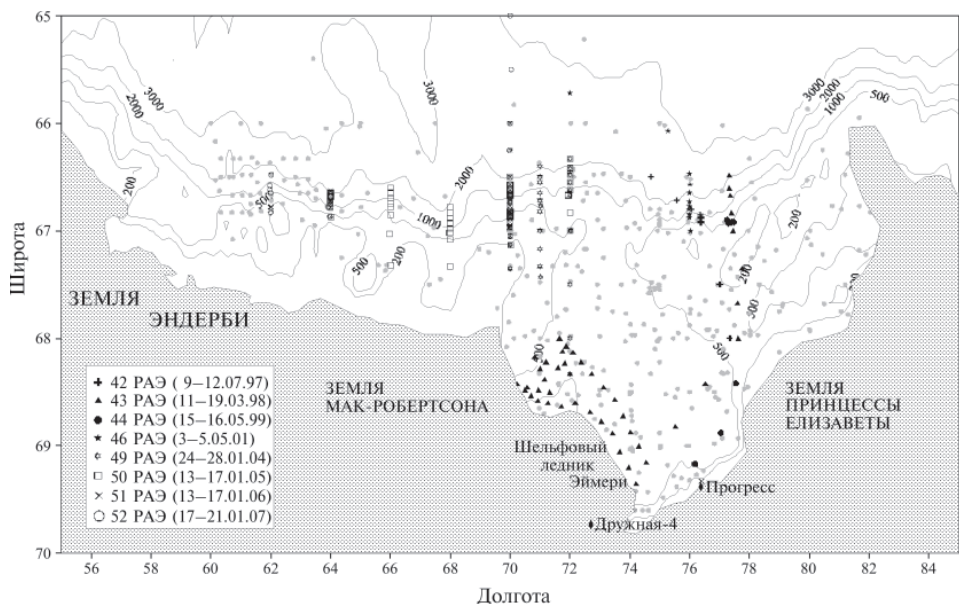 65
66
67
68
69
70
Широта
56
58
60
62
64
66
68
70
72
74
76
78
80
82
84
Долгота
3000
2000
1000
200
500
500
200
1000
2000
3000
3000
2000
1000
500
200
200
500
500
200
ЗЕМЛЯ
ЭНДЕРБИ
ЗЕМЛЯ
МАК-РОБЕРТСОНА
ЗЕМЛЯ
ПРИНЦЕССЫ
ЕЛИЗАВЕТЫ
Шельфовый
ледник
Эймери
Прогресс
Дружная-4
42 РАЭ ( 9–12.07.97)
43 РАЭ (11–19.03.98)
44 РАЭ (15–16.05.99)
46 РАЭ (3–5.05.01)
49 РАЭ (24–28.01.04)
50 РАЭ (13–17.01.05)
51 РАЭ (13–17.01.06)
52 РАЭ (17–21.01.07)